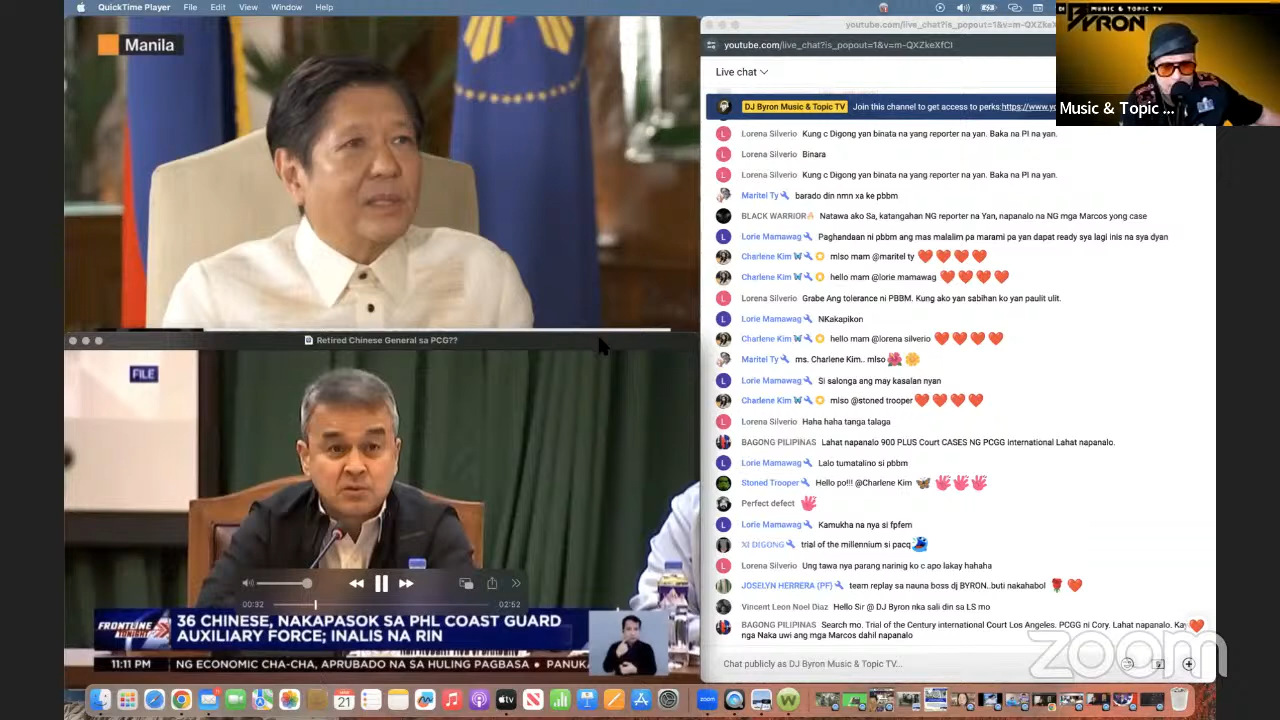 QuickTime Player File Edit View Window Help
Manila
youtube.com/live_chat?is_popout=1&v=m-QXZkeX
youtube.com/live_chat?is_popout=1&v=m-QXZkeXfCI
Live chat
DJ Byron Music & Topic TV Join this channel to get access to perks:https://www.yo
MUSIC & TOPIC TV
BYRON
Music & Topic ...
Lorena Silverio Kung c Digong yan binata na yang reporter na yan. Baka na PI na yan.
Lorena Silverio Binara
Lorena Silverio Kung c Digong yan binata na yang reporter na yan. Baka na PI na yan.
Maritel Ty barado din nmn xa ke pbbm
BLACK WARRIOR🔥 Natawa ako Sa, katangahan NG reporter na Yan, napanalo na NG mga Marcos yong case
Lorie Mamawag Paghandaan ni pbbm ang mas malalim pa marami pa yan dapat ready sya lagi inis na sya dyan
Charlene Kim mlso mam @maritel ty
Charlene Kim hello mam @lorie mamawag
Lorena Silverio Grabe Ang tolerance ni PBBM. Kung ako yan sabihan ko yan paulit ulit.
Lorie Mamawag NKakapikon
Charlene Kim hello mam @lorena silverio
Maritel Ty ms. Charlene Kim.. mlso
Lorie Mamawag Si salonga ang may kasalan nyan
Charlene Kim mlso @stoned trooper
Lorena Silverio Haha haha tanga talaga
BAGONG PILIPINAS Lahat napanalo 900 PLUS Court CASES NG PCGG international Lahat napanalo.
Lorie Mamawag Lalo tumatalino si pbbm
Stoned Trooper Hello po!!! @Charlene Kim
Perfect defect
Lorie Mamawag Kamukha na nya si fpfem
XI DIGONG trial of the millennium si pacq
Lorena Silverio Ung tawa nya parang narinig ko c apo lakay hahaha
JOSELYN HERRERA (PF) team replay sa nauna boss dj BYRON..buti nakahabol
Vincent Leon Noel Diaz Hello Sir @ DJ Byron nka sali din sa LS mo
BAGONG PILIPINAS Search mo. Trial of the Century international Court Los Angeles. PCGG ni Cory. Lahat napanalo. Kay
nga Naka uwi ang mga Marcos dahil napanalo
Chat publicly as DJ Byron Music & Topic TV...
zoom
Retired Chinese General sa PCG??
FILE
00:32
02:52
FRONTLINE
TONIGHT
36 CHINESE, NAKAPASOK SA PHL COAST GUARD
AUXILIARY FORCE; INALIS NA RIN
11:11 PM NG ECONOMIC CHA-CHA, APRUBADO NA SA HULING PAGBASA • PANUKA
21
zoom